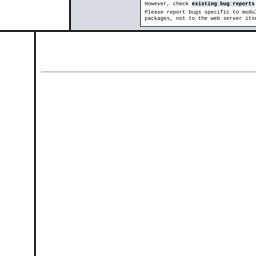 However, check existing bug reports
Please report bugs specific to modul
packages, not to the web server itse